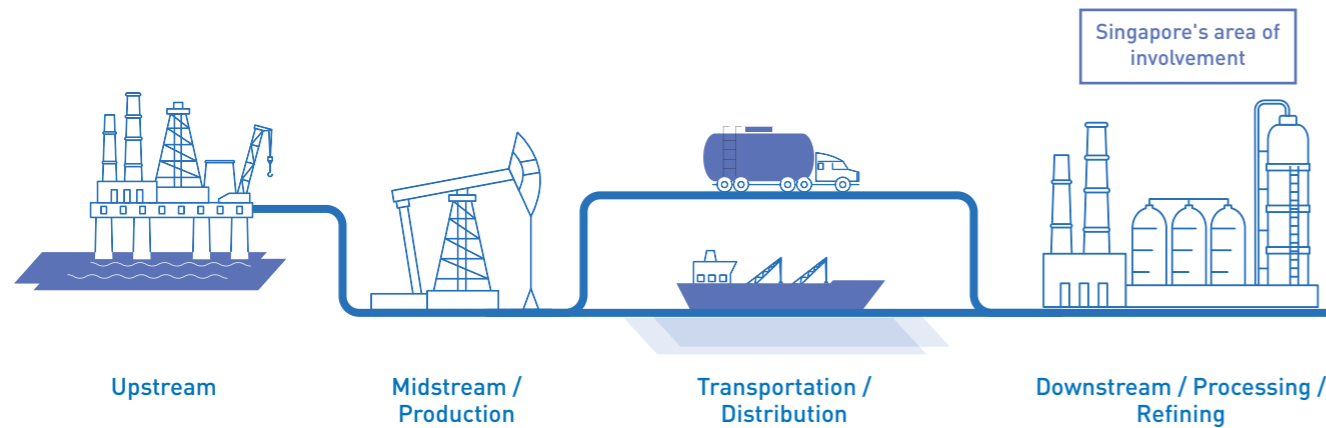 Singapore's area of
involvement
Upstream
Midstream /
Production
Transportation /
Distribution
Downstream / Processing /
Refining